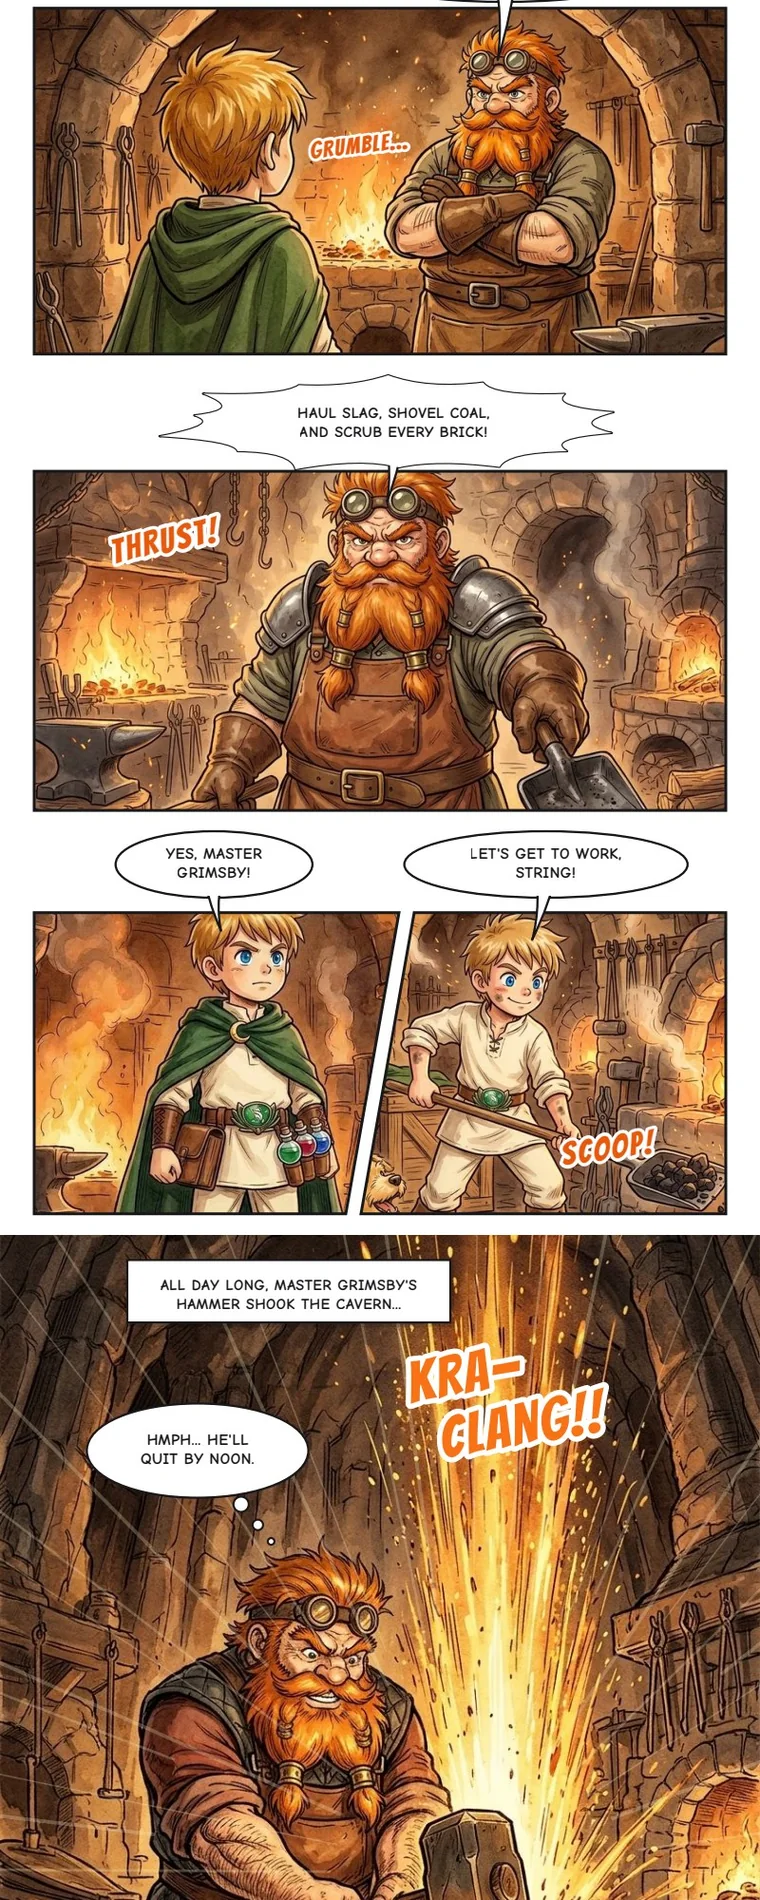 GRUMBLE...
HAUL SLAG, SHOVEL COAL,
AND SCRUB EVERY BRICK!
THRUST!
YES, MASTER
GRIMSBY!
LET'S GET TO WORK,
STRING!
SCOOP!
ALL DAY LONG, MASTER GRIMSBY'S
HAMMER SHOOK THE CAVERN...
KRA–
CLANG!!
HMPH... HE'LL
QUIT BY NOON.